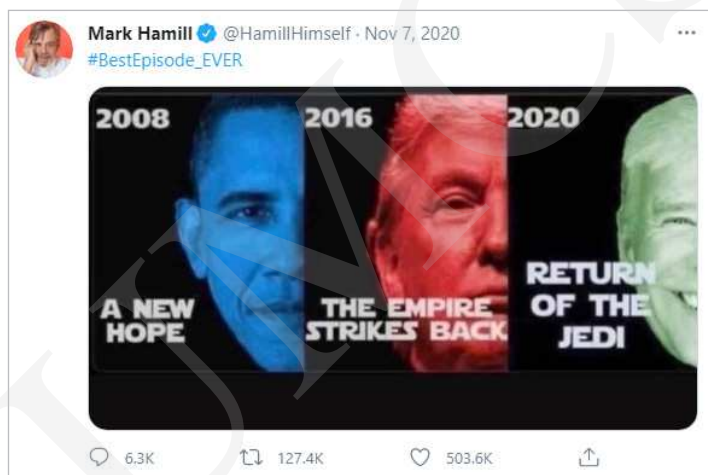 Mark Hamill @HamillHimself · Nov 7, 2020
#BestEpisode_EVER
2008
A NEW
HOPE
2016
THE EMPIRE
STRIKES BACK
2020
RETURN
OF THE
JEDI
6.3K 127.4K 503.6K
UMCS